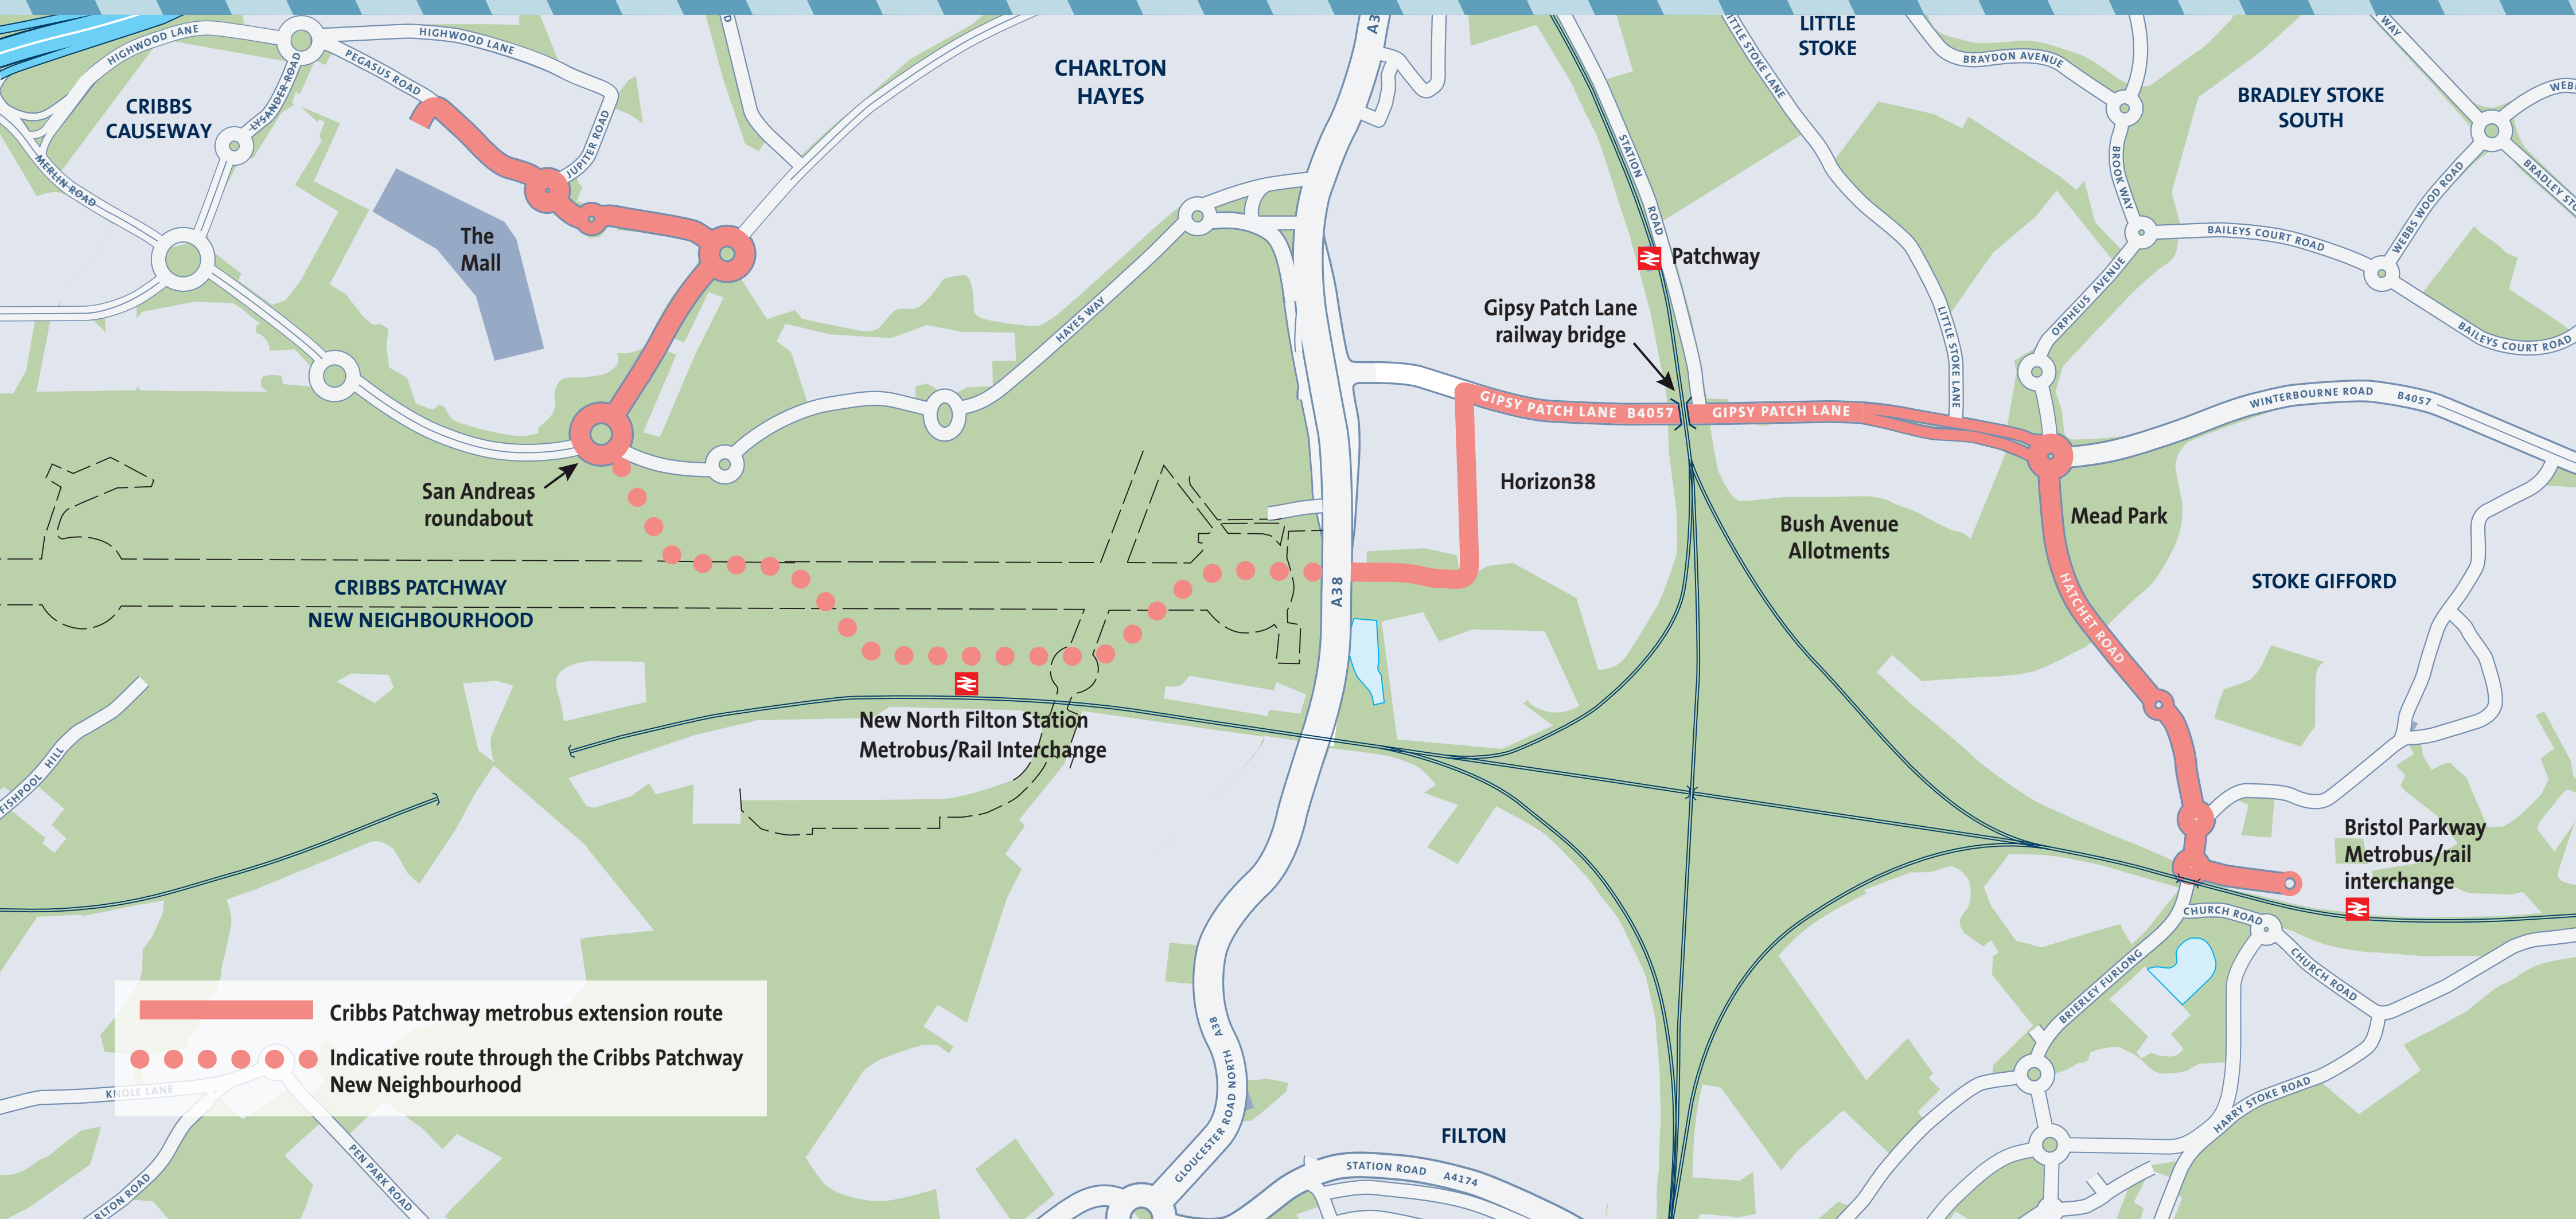 HIGHWOOD LANE
HIGHWOOD LANE
PEGASUS ROAD
LYSANDER ROAD
JUPITER ROAD
MERLIN ROAD
CRIBBS
CAUSEWAY
The
Mall
CHARLTON
HAYES
HAYES WAY
LITTLE
STOKE
LITTLE STOKE LANE
LITTLE STOKE LANE
BRAYDON AVENUE
BROOK WAY
BRADLEY STOKE
SOUTH
WAY
WEBBS WOOD ROAD
BAILEYS COURT ROAD
BAILEYS COURT ROAD
ORPHEUS AVENUE
STATION ROAD
Patchway
Gipsy Patch Lane
railway bridge
GIPSY PATCH LANE B4057
GIPSY PATCH LANE
WINTERBOURNE ROAD B4057
San Andreas
roundabout
Horizon38
Bush Avenue
Allotments
Mead Park
HATCHET ROAD
STOKE GIFFORD
CRIBBS PATCHWAY
NEW NEIGHBOURHOOD
A38
New North Filton Station
Metrobus/Rail Interchange
FISHPOOL HILL
Bristol Parkway
Metrobus/rail
interchange
CHURCH ROAD
CHURCH ROAD
BRIERLEY FURLONG
HARRY STOKE ROAD
GLOUCESTER ROAD NORTH A38
FILTON
STATION ROAD A4174
Cribbs Patchway metrobus extension route
Indicative route through the Cribbs Patchway
New Neighbourhood
KNOLE LANE
PEN PARK ROAD